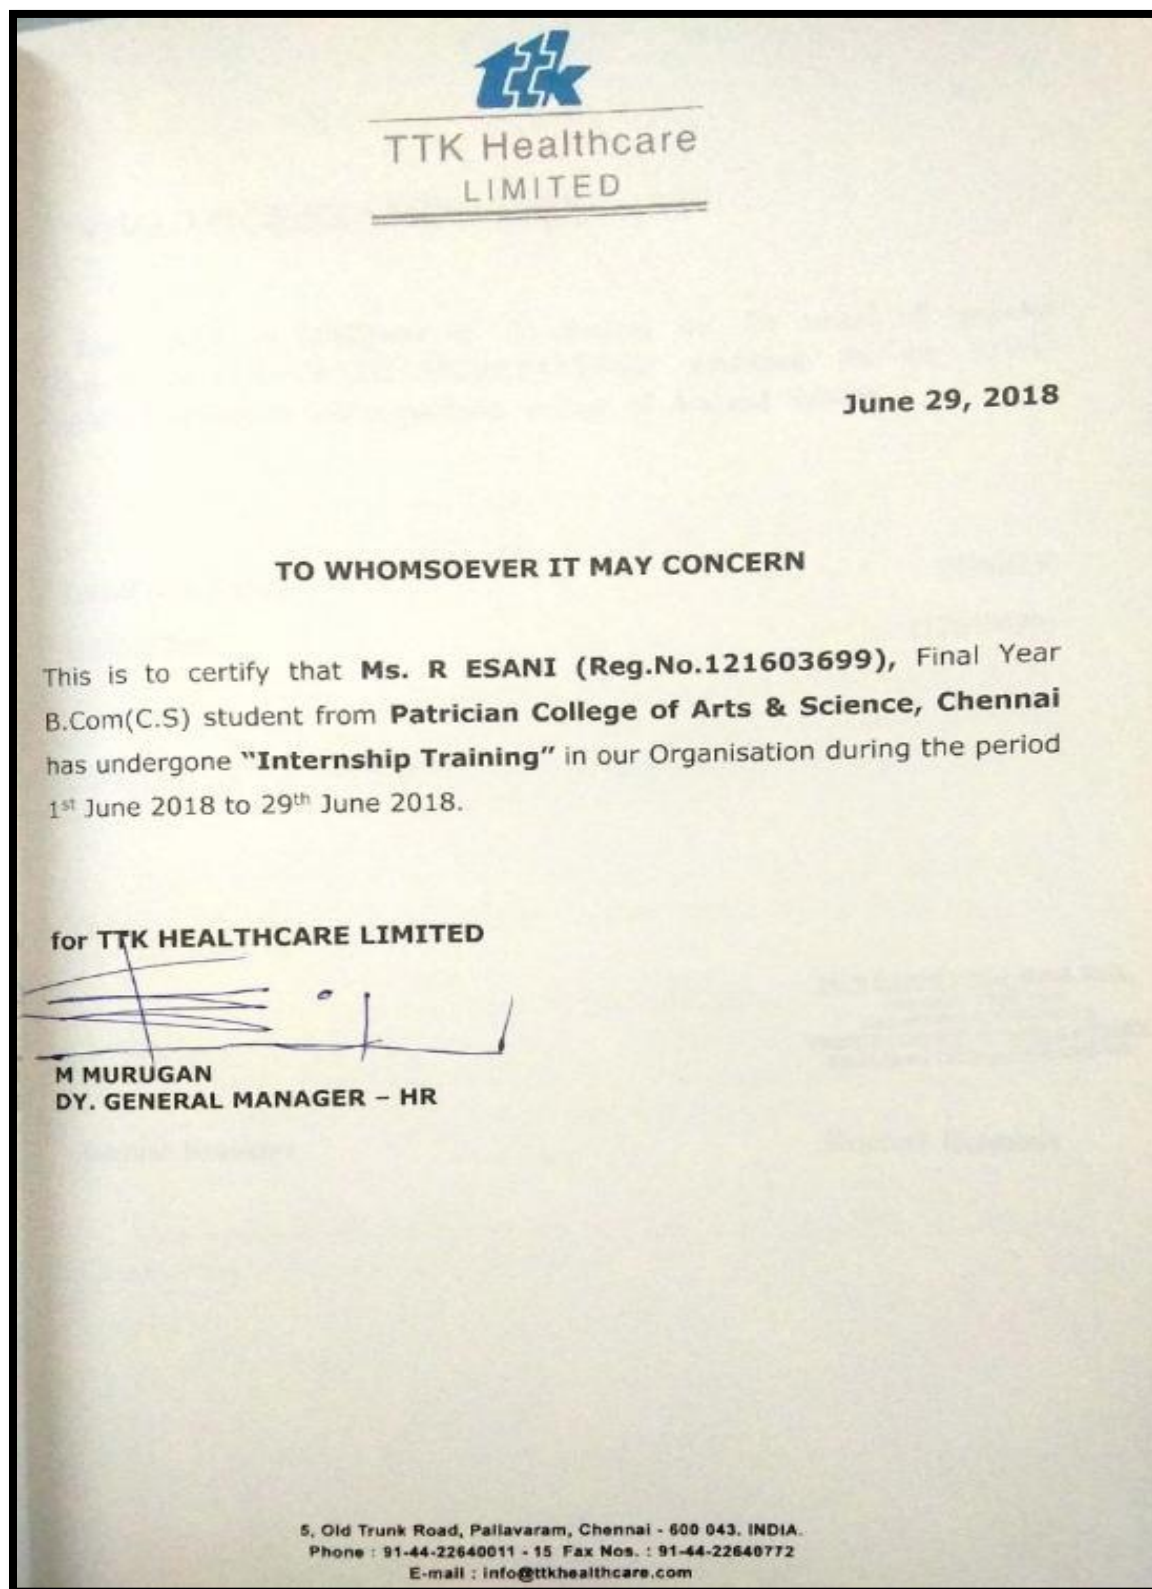 ttk
TTK Healthcare
LIMITED
June 29, 2018
TO WHOMSOEVER IT MAY CONCERN
This is to certify that Ms. R ESANI (Reg.No.121603699), Final Year
B.Com(C.S) student from Patrician College of Arts & Science, Chennai
has undergone “Internship Training” in our Organisation during the period
1st June 2018 to 29th June 2018.
for TTK HEALTHCARE LIMITED
M MURUGAN
DY. GENERAL MANAGER – HR
5, Old Trunk Road, Pallavaram, Chennai - 600 043. INDIA.
Phone : 91-44-22640011 - 15 Fax Nos. : 91-44-22640772
E-mail : info@ttkhealthcare.com